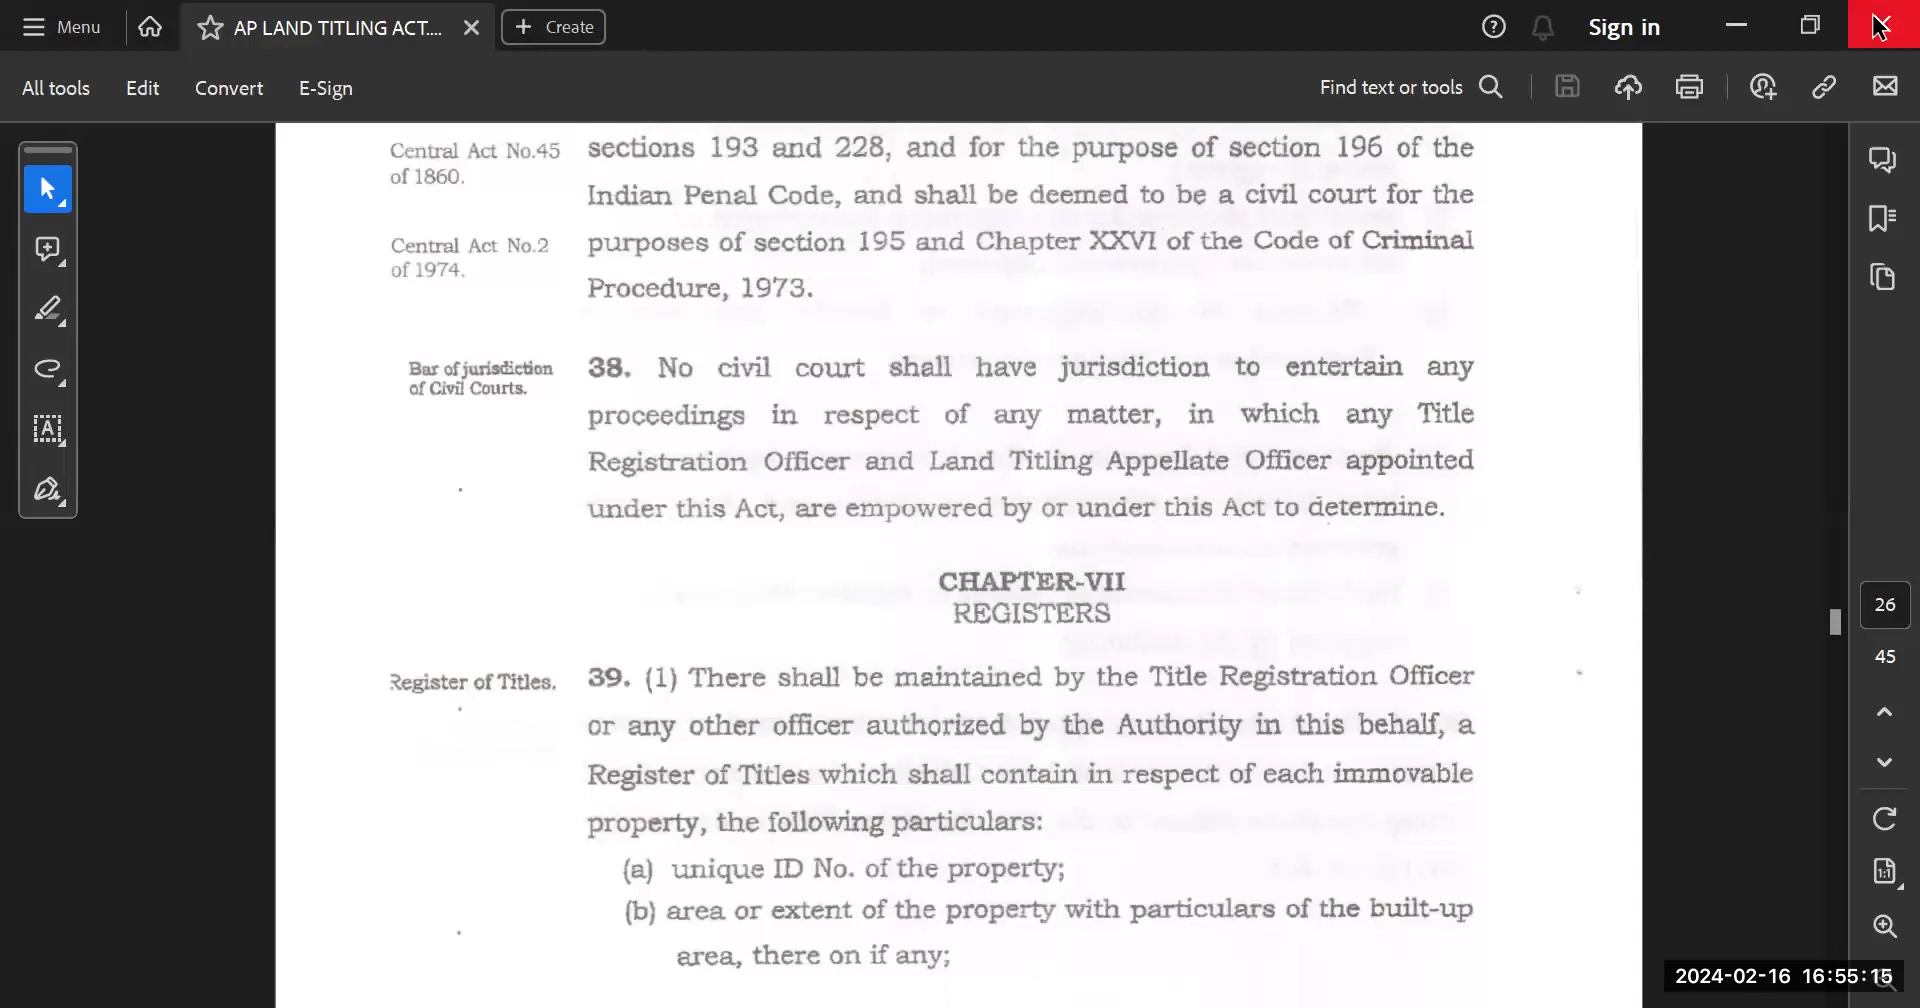 Menu
AP LAND TITLING ACT....
Create
Sign in
All tools
Edit
Convert
E-Sign
Find text or tools
Central Act No.45
of 1860.
sections 193 and 228, and for the purpose of section 196 of the
Indian Penal Code, and shall be deemed to be a civil court for the
Central Act No.2
of 1974.
purposes of section 195 and Chapter XXVI of the Code of Criminal
Procedure, 1973.
Bar of jurisdiction
of Civil Courts.
38. No civil court shall have jurisdiction to entertain any
proceedings in respect of any matter, in which any Title
Registration Officer and Land Titling Appellate Officer appointed
under this Act, are empowered by or under this Act to determine.
CHAPTER-VII
REGISTERS
Register of Titles.
39. (1) There shall be maintained by the Title Registration Officer
or any other officer authorized by the Authority in this behalf, a
Register of Titles which shall contain in respect of each immovable
property, the following particulars:
(a) unique ID No. of the property;
(b) area or extent of the property with particulars of the built-up
area, there on if any;
26
45
2024-02-16 16:55:15